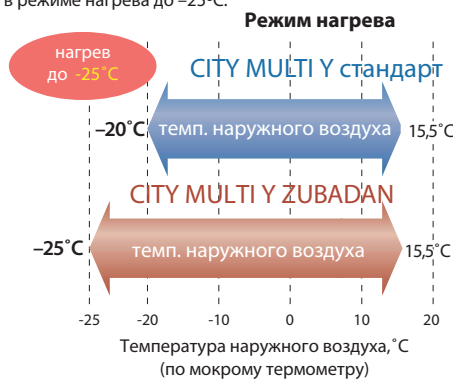 в режиме нагрева до –25˚С.
Режим нагрева
нагрев
до -25˚C
CITY MULTI Y стандарт
–20˚C темп. наружного воздуха 15,5˚C
CITY MULTI Y ZUBADAN
–25˚C темп. наружного воздуха 15,5˚C
-25 -20 -10 0 10 20
Температура наружного воздуха,˚C
(по мокрому термометру)